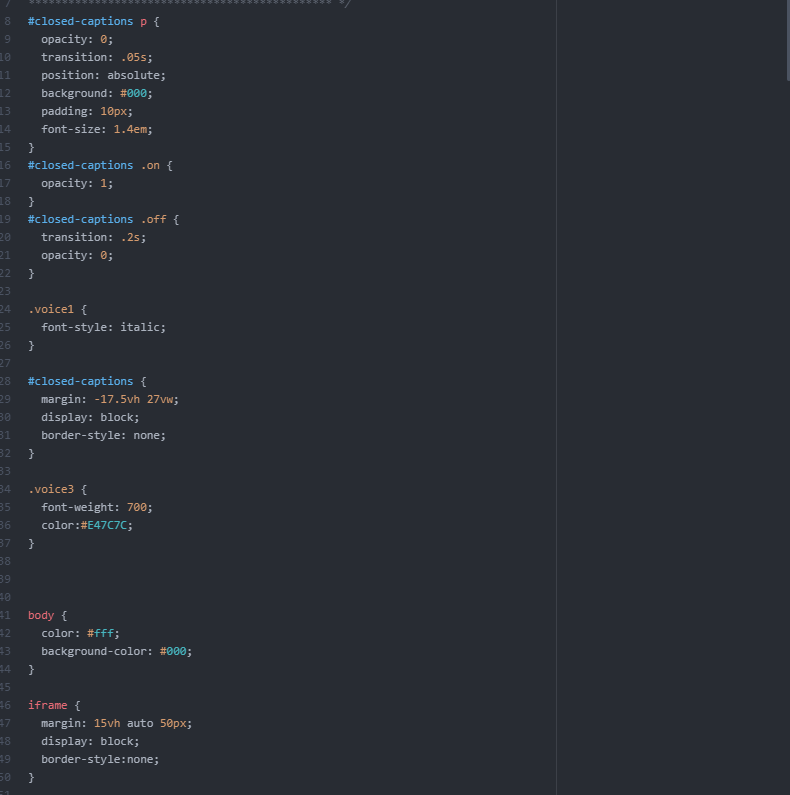 7 ********************************************** */
8 #closed-captions p {
9 opacity: 0;
10 transition: .05s;
11 position: absolute;
12 background: #000;
13 padding: 10px;
14 font-size: 1.4em;
15 }
16 #closed-captions .on {
17 opacity: 1;
18 }
19 #closed-captions .off {
20 transition: .2s;
21 opacity: 0;
22 }
23
24 .voice1 {
25 font-style: italic;
26 }
27
28 #closed-captions {
29 margin: -17.5vh 27vw;
30 display: block;
31 border-style: none;
32 }
33
34 .voice3 {
35 font-weight: 700;
36 color:#E47C7C;
37 }
38
39
40
41 body {
42 color: #fff;
43 background-color: #000;
44 }
45
46 iframe {
47 margin: 15vh auto 50px;
48 display: block;
49 border-style:none;
50 }
51